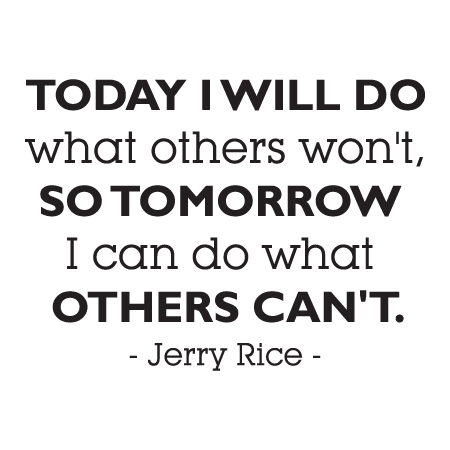 TODAY I WILL DO
what others won't,
SO TOMORROW
I can do what
OTHERS CAN'T.
- Jerry Rice -